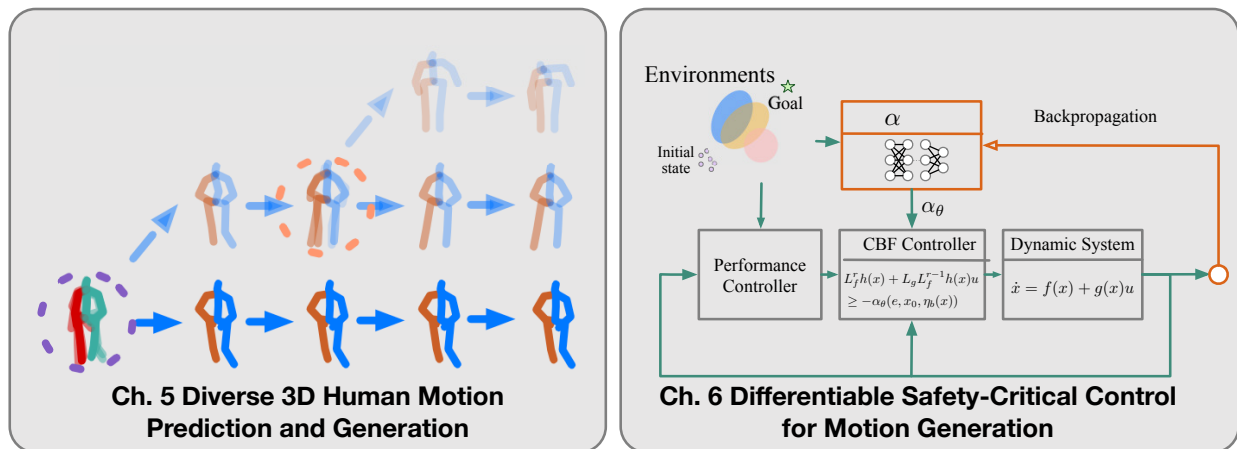 Ch. 5 Diverse 3D Human Motion
Prediction and Generation
Environments
Goal
Initial
state
α
Backpropagation
α_θ
Performance
Controller
CBF Controller
L_f^r h(x) + L_g L_f^{r-1} h(x)u
≥ -α_θ(e, x_0, η_b(x))
Dynamic System
ẋ = f(x) + g(x)u
Ch. 6 Differentiable Safety-Critical Control
for Motion Generation